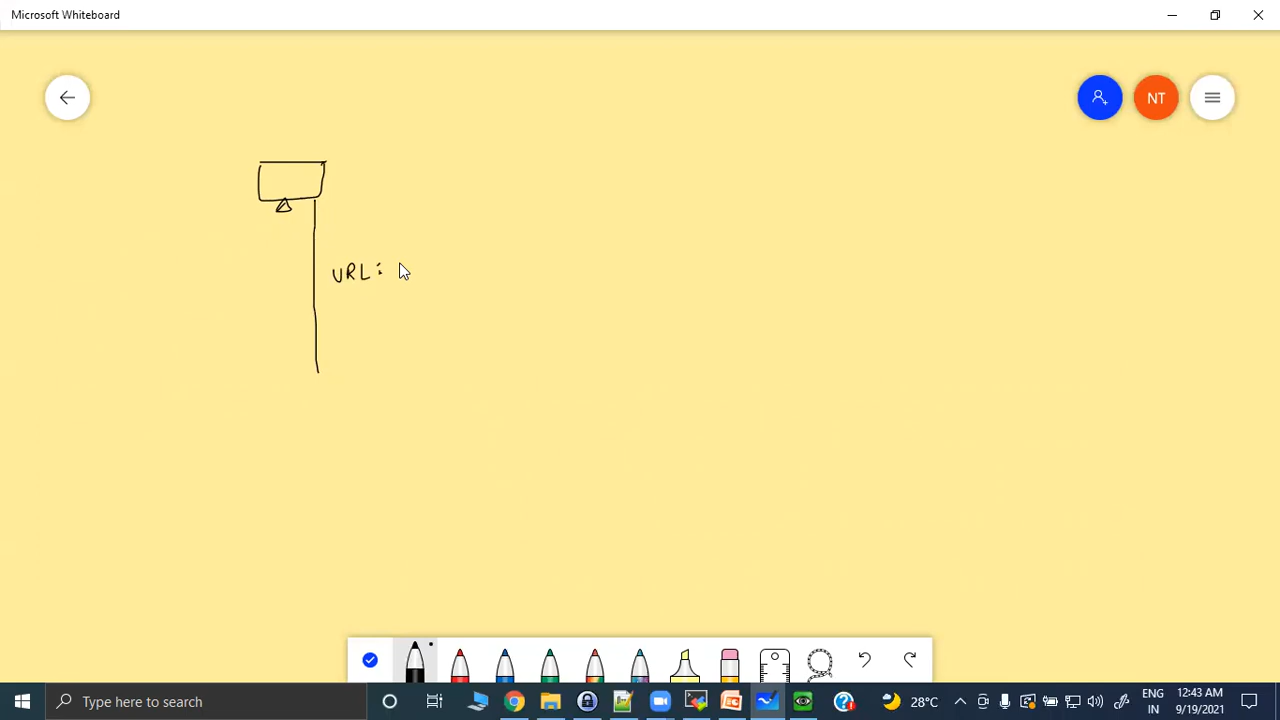 Microsoft Whiteboard
NT
URL:
Type here to search
28°C
ENG
IN
12:43 AM
9/19/2021